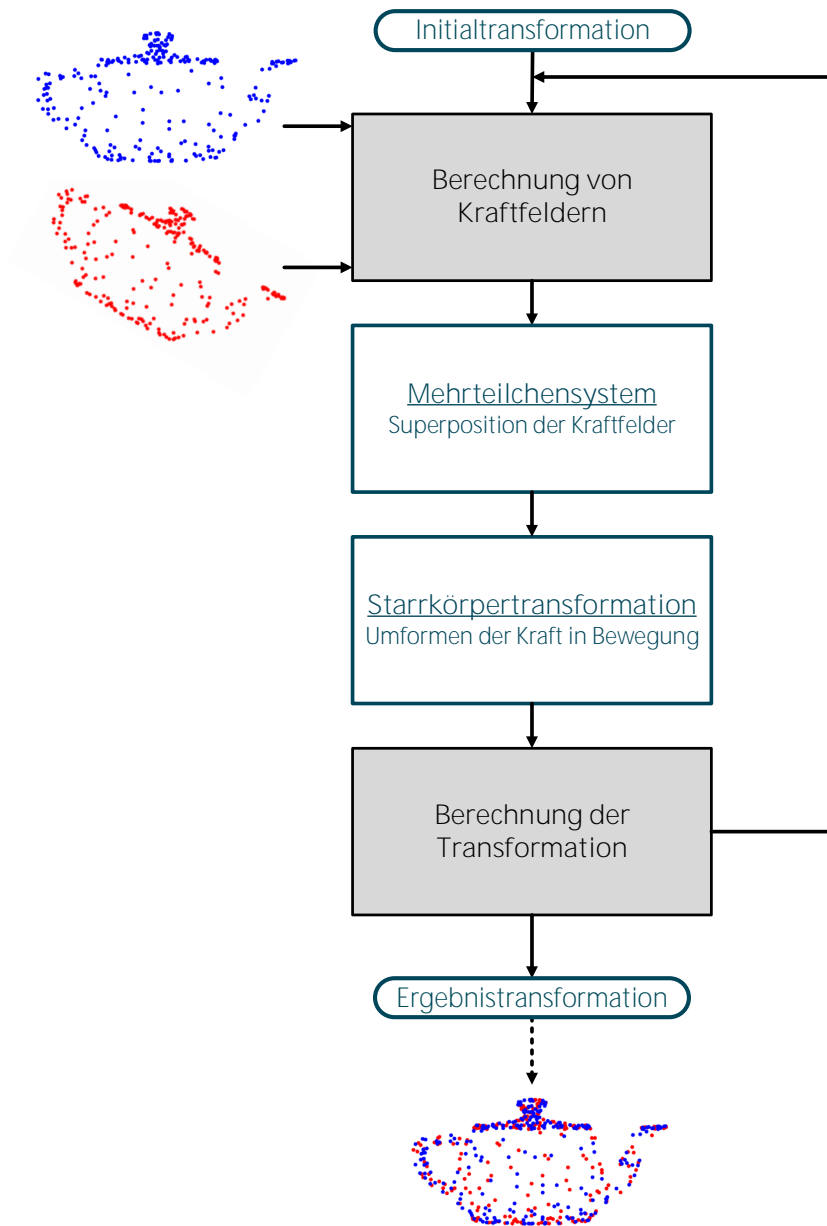 Initialtransformation
Berechnung von
Kraftfeldern
Mehrteilchensystem
Superposition der Kraftfelder
Starrkörpertransformation
Umformen der Kraft in Bewegung
Berechnung der
Transformation
Ergebnistransformation